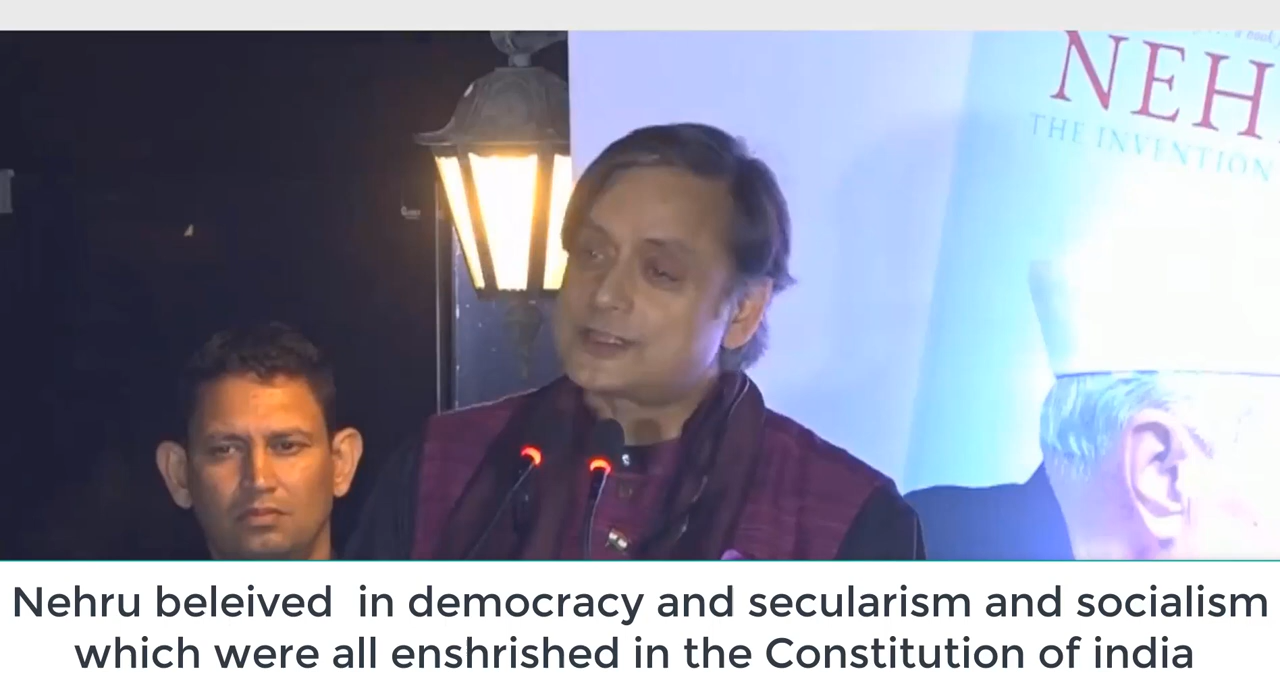 a book
NEH
THE INVENTION
Nehru beleived in democracy and secularism and socialism
which were all enshrished in the Constitution of india